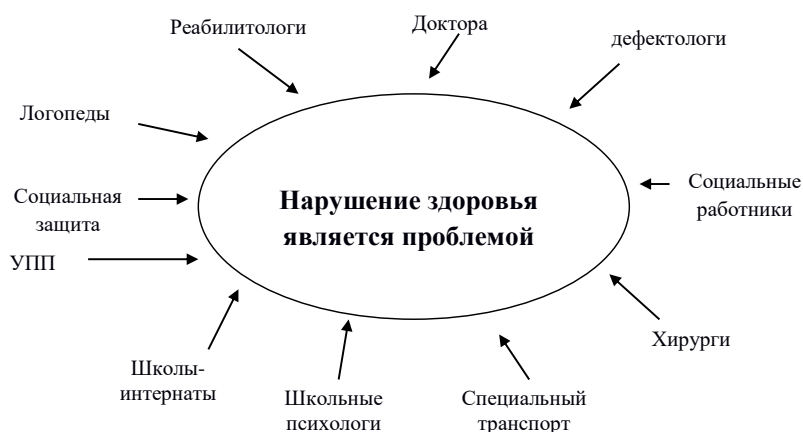 Доктора
Реабилитологи
дефектологи
Логопеды
Социальная
защита
Нарушение здоровья
является проблемой
Социальные
работники
УПП
Хирурги
Школы-
интернаты
Школьные
психологи
Специальный
транспорт